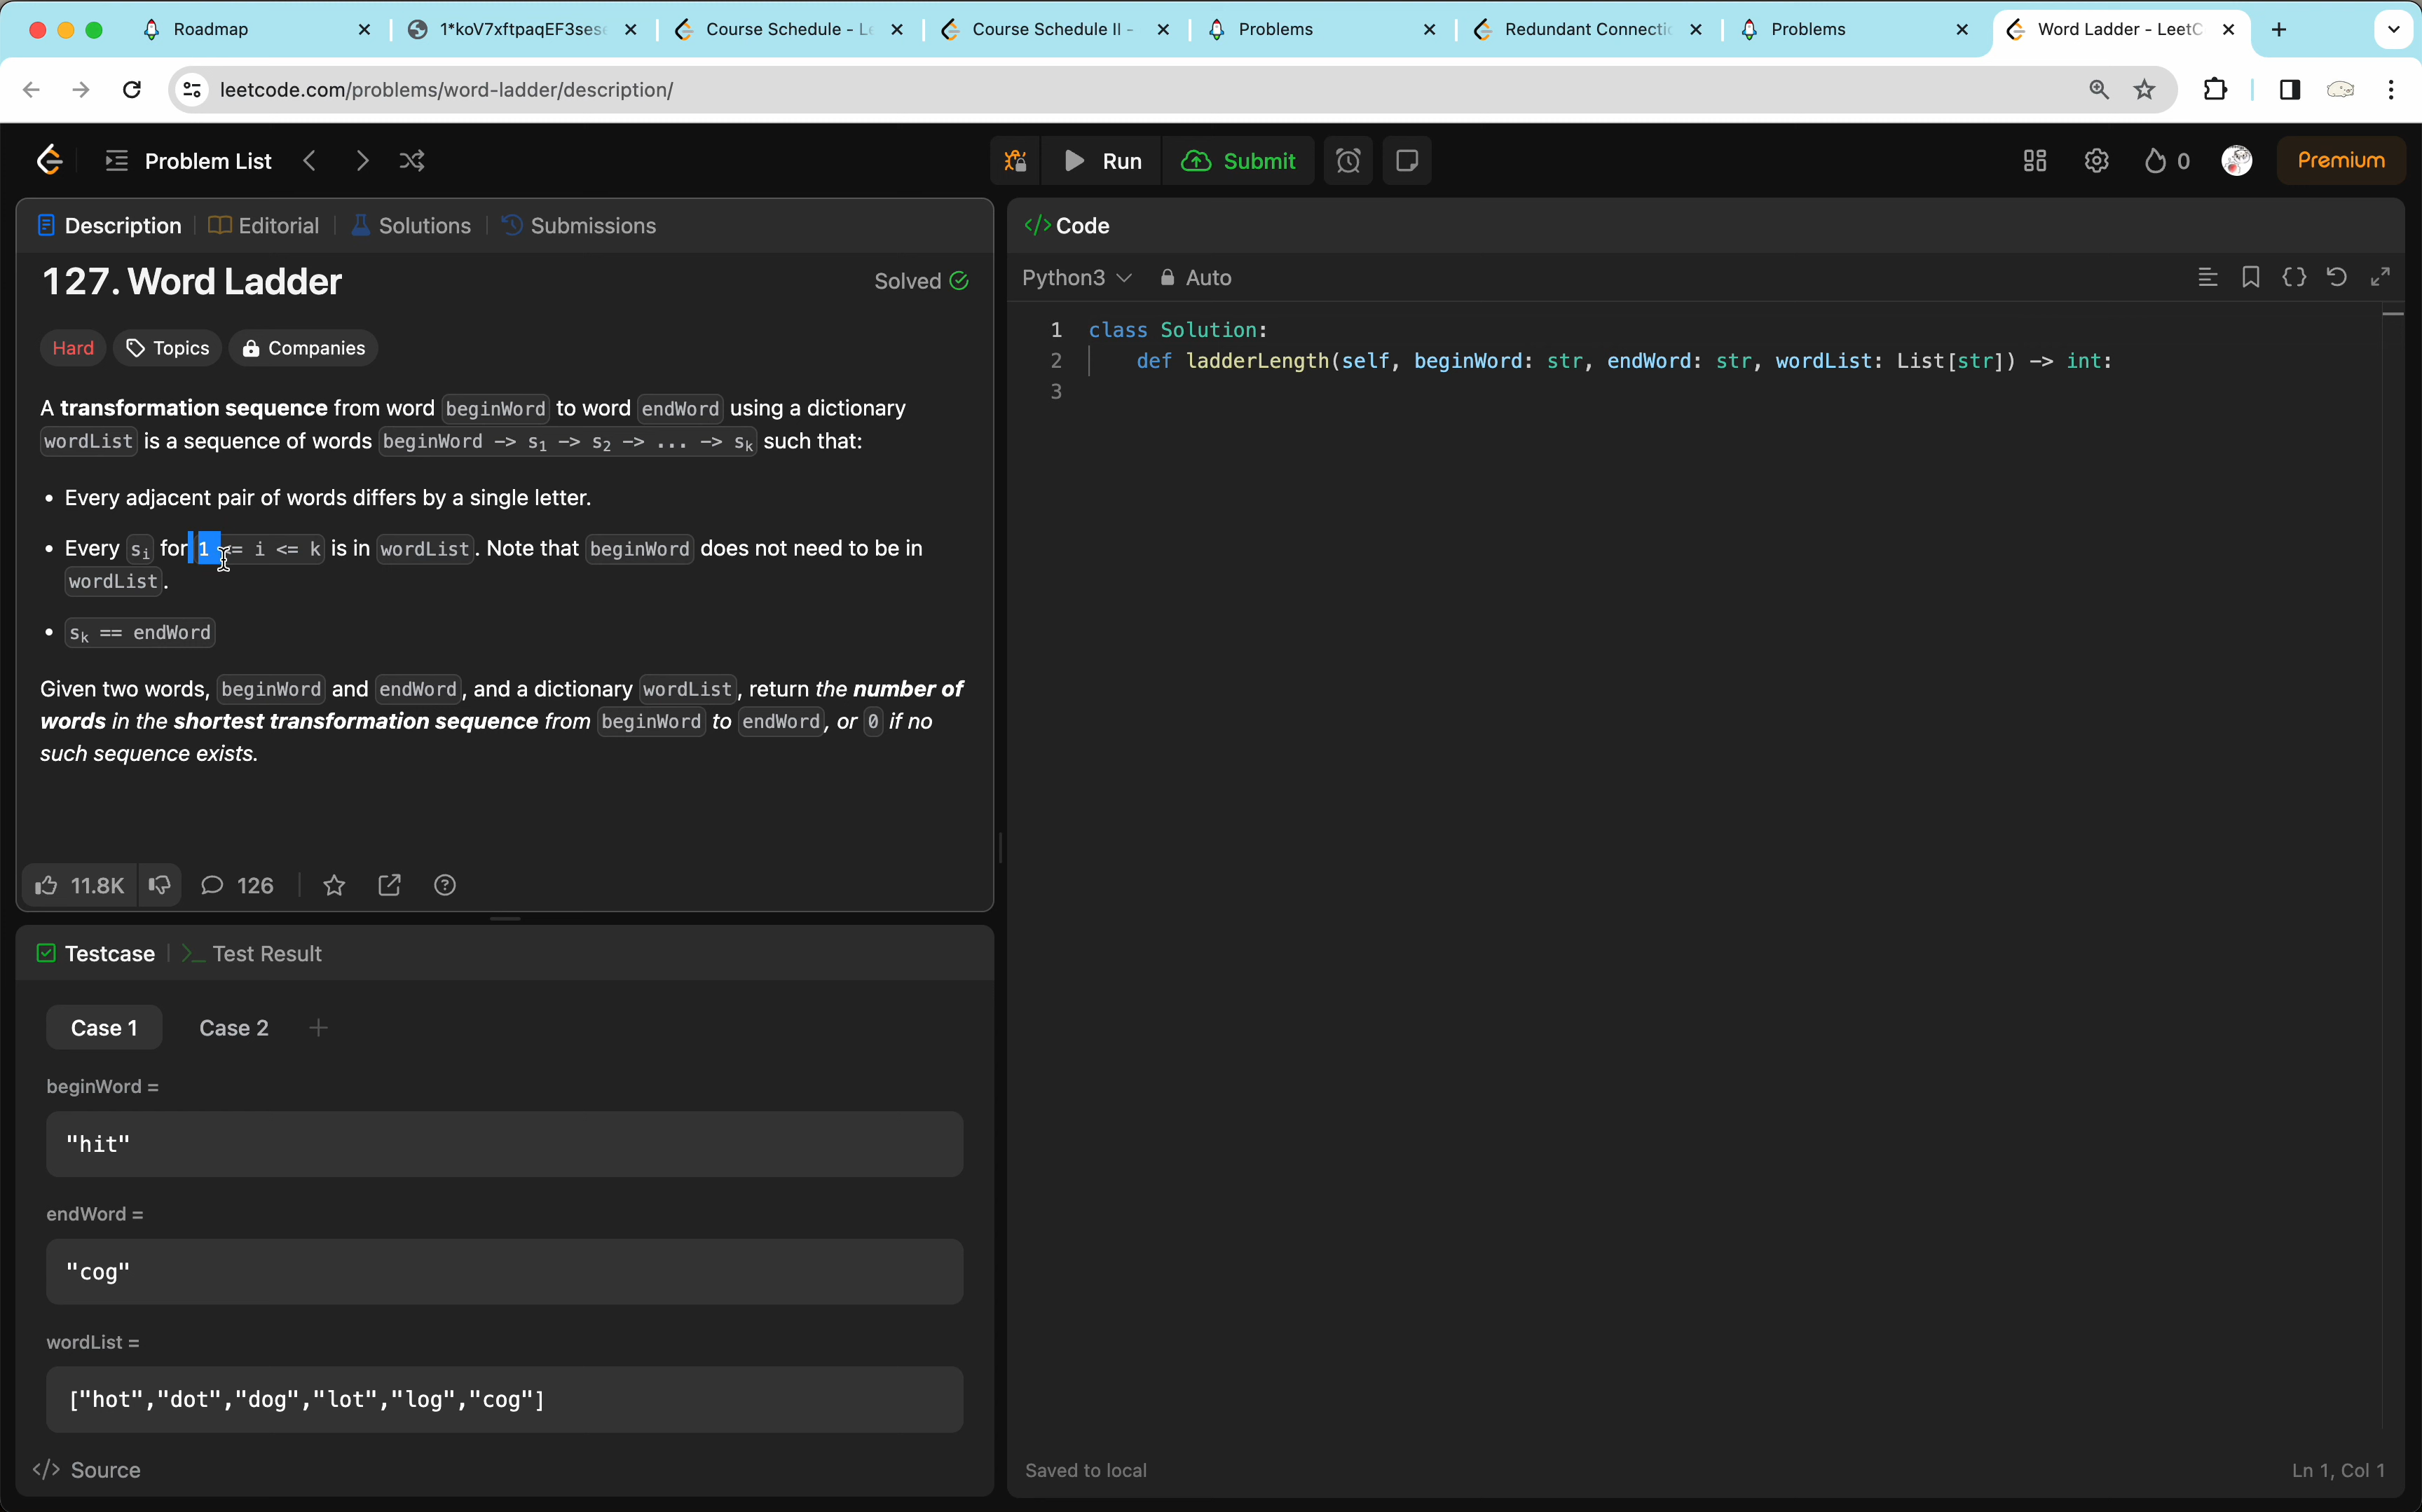 Roadmap
1*koV7xftpaqEF3sese
Course Schedule - Le
Course Schedule II -
Problems
Redundant Connectio
Problems
Word Ladder - LeetC
leetcode.com/problems/word-ladder/description/
Problem List
Run
Submit
0
Premium
Description
Editorial
Solutions
Submissions
127. Word Ladder
Solved
Hard
Topics
Companies
A transformation sequence from word beginWord to word endWord using a dictionary
wordList is a sequence of words beginWord -> s1 -> s2 -> ... -> sk such that:
• Every adjacent pair of words differs by a single letter.
• Every si for 1 <= i <= k is in wordList. Note that beginWord does not need to be in
wordList.
• sk == endWord
Given two words, beginWord and endWord, and a dictionary wordList, return the number of
words in the shortest transformation sequence from beginWord to endWord, or 0 if no
such sequence exists.
11.8K
126
Testcase
>_ Test Result
Case 1
Case 2
+
beginWord =
"hit"
endWord =
"cog"
wordList =
["hot","dot","dog","lot","log","cog"]
</> Source
</> Code
Python3
Auto
1 class Solution:
2 def ladderLength(self, beginWord: str, endWord: str, wordList: List[str]) -> int:
3
Saved to local
Ln 1, Col 1